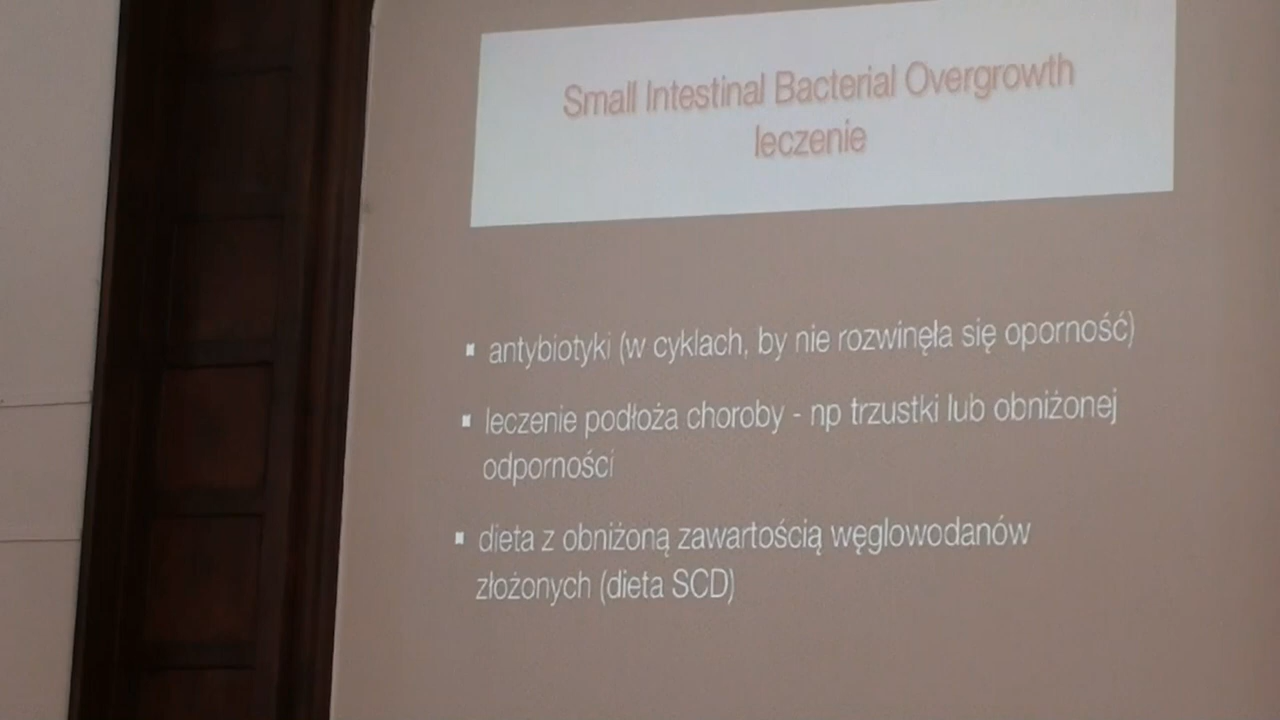 Small Intestinal Bacterial Overgrowth
leczenie
▪ antybiotyki (w cyklach, by nie rozwinęła się oporność)
▪ leczenie podłoża choroby - np trzustki lub obniżonej
odporności
▪ dieta z obniżoną zawartością węglowodanów
złożonych (dieta SCD)